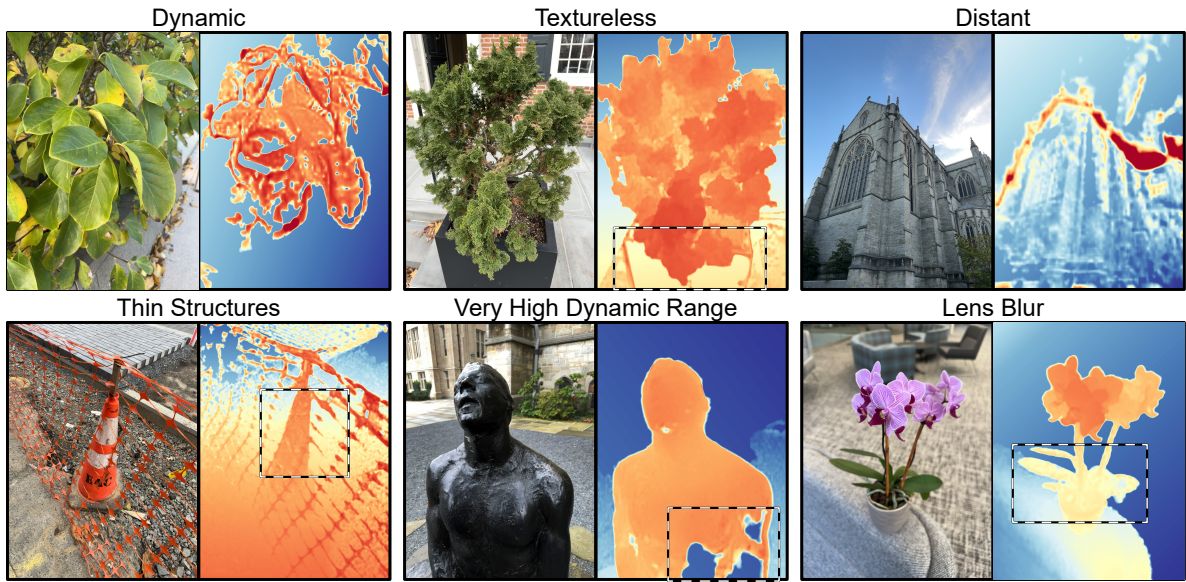 Dynamic
Textureless
Distant
Thin Structures
Very High Dynamic Range
Lens Blur